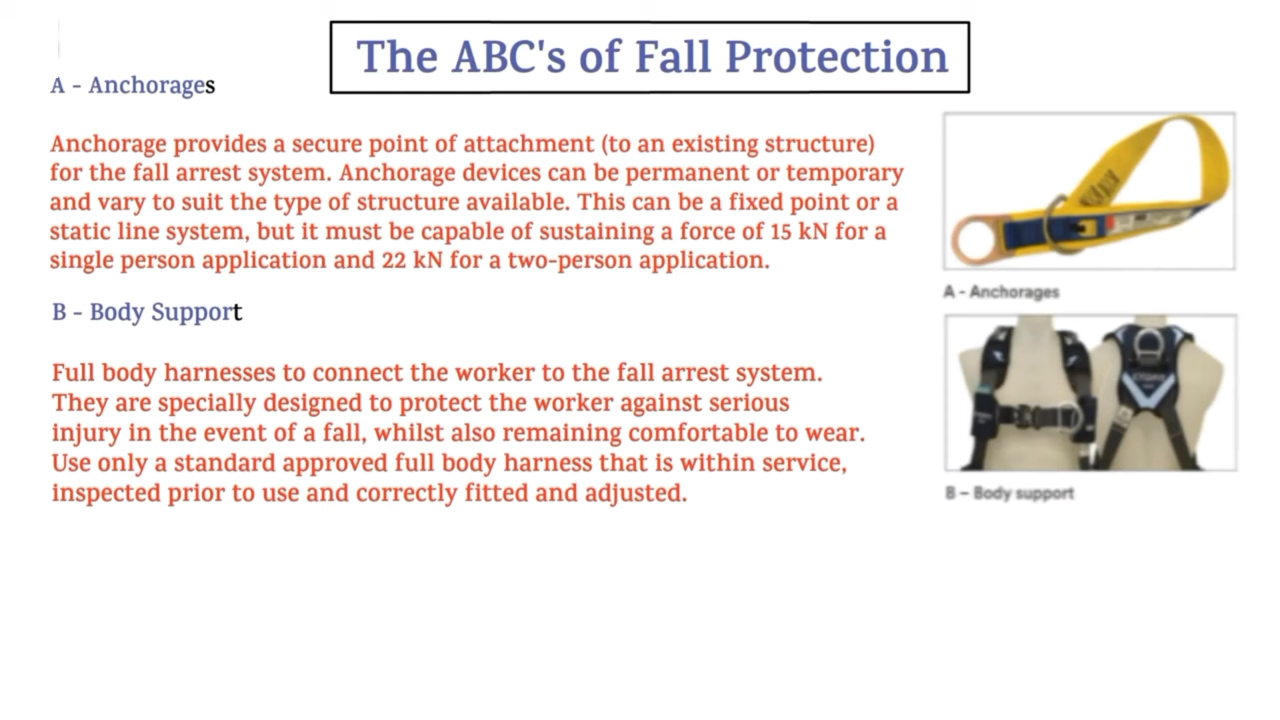 The ABC's of Fall Protection
A - Anchorages
Anchorage provides a secure point of attachment (to an existing structure)
for the fall arrest system. Anchorage devices can be permanent or temporary
and vary to suit the type of structure available. This can be a fixed point or a
static line system, but it must be capable of sustaining a force of 15 kN for a
single person application and 22 kN for a two-person application.
A - Anchorages
B - Body Support
Full body harnesses to connect the worker to the fall arrest system.
They are specially designed to protect the worker against serious
injury in the event of a fall, whilst also remaining comfortable to wear.
Use only a standard approved full body harness that is within service,
inspected prior to use and correctly fitted and adjusted.
B – Body support